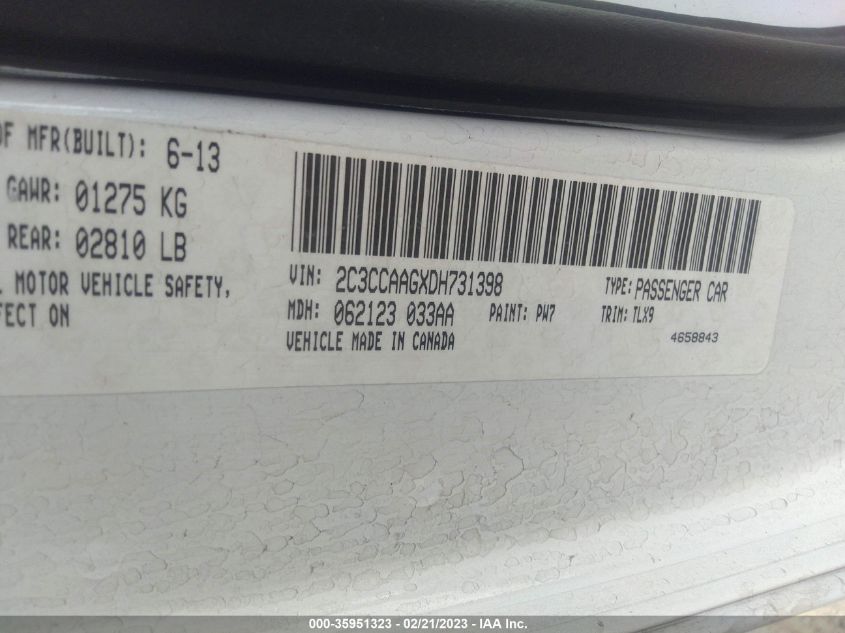 OF MFR(BUILT): 6-13
GAWR: 01275 KG
REAR: 02810 LB
MOTOR VEHICLE SAFETY,
FECT ON
VIN: 2C3CCAAGXDH731398
TYPE: PASSENGER CAR
MDH: 062123 033AA
PAINT: PW7
TRIM: TLX9
VEHICLE MADE IN CANADA
4658843
000-35951323 - 02/21/2023 - IAA Inc.